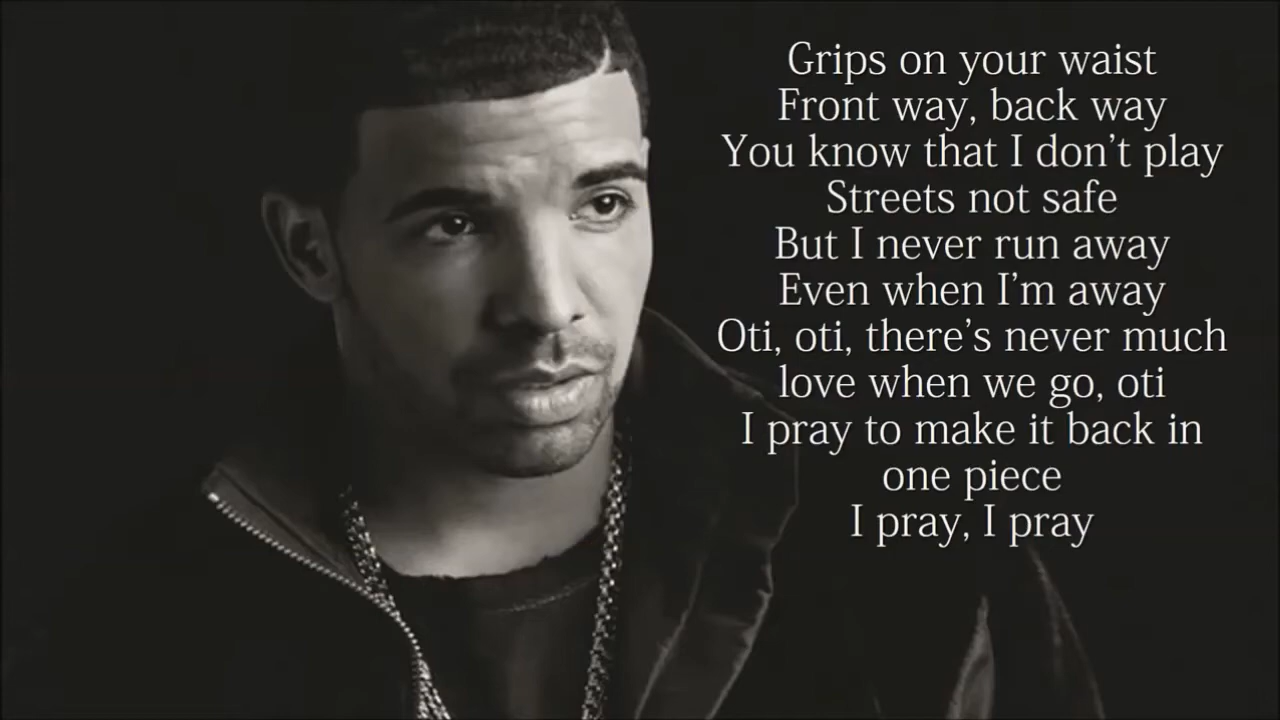 Grips on your waist
Front way, back way
You know that I don't play
Streets not safe
But I never run away
Even when I'm away
Oti, oti, there's never much
love when we go, oti
I pray to make it back in
one piece
I pray, I pray